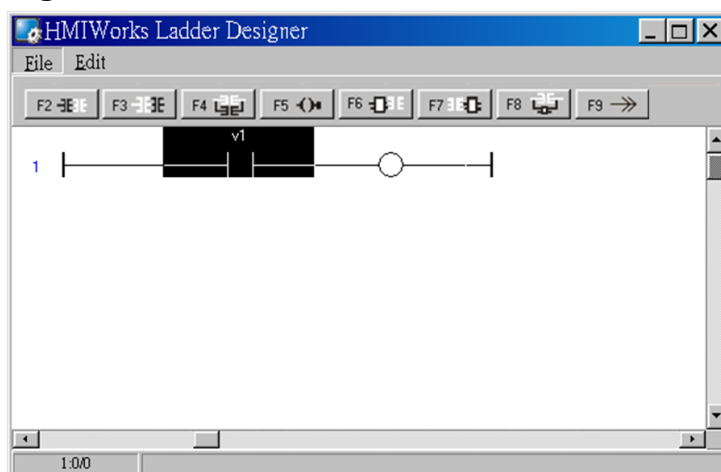 HMIWorks Ladder Designer
File Edit
F2 F3 F4 F5 F6 F7 F8 F9
v1
1
1:0/0